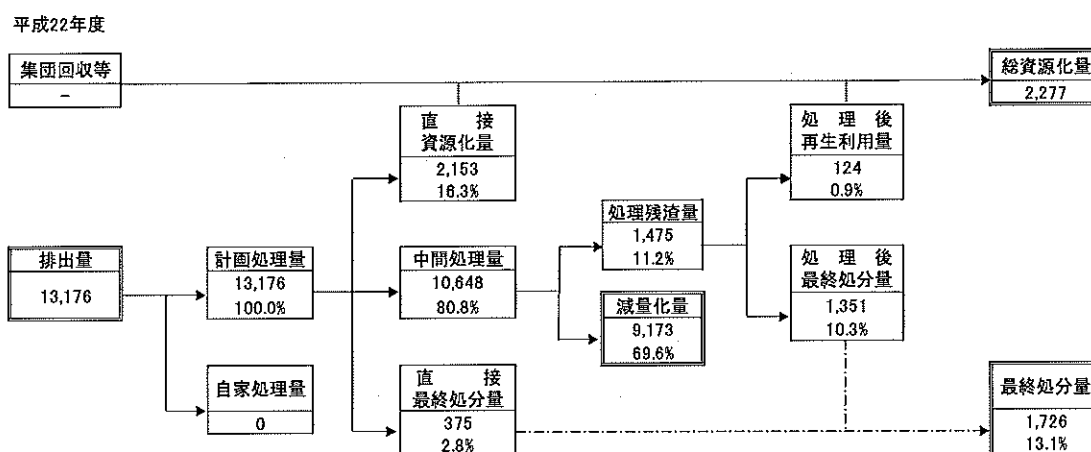 平成22年度
集団回収等
－
総資源化量
2,277
直　接
資源化量
2,153
16.3%
処　理　後
再生利用量
124
0.9%
処理残渣量
1,475
11.2%
排出量
13,176
計画処理量
13,176
100.0%
中間処理量
10,648
80.8%
減量化量
9,173
69.6%
処　理　後
最終処分量
1,351
10.3%
自家処理量
0
直　接
最終処分量
375
2.8%
最終処分量
1,726
13.1%